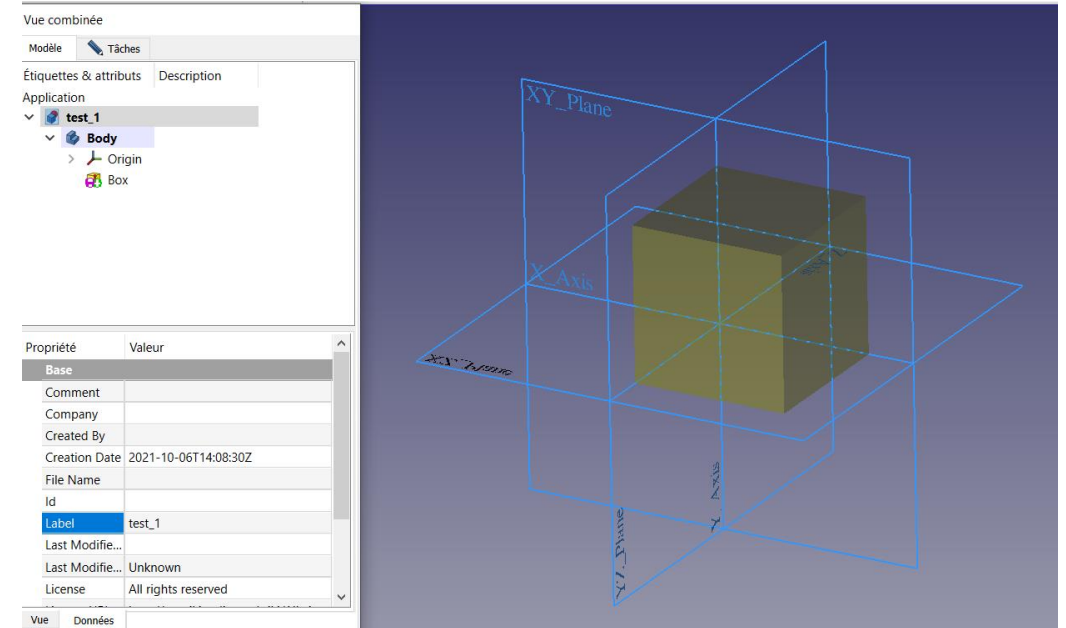 Vue combinée
Modèle Tâches
Étiquettes & attributs Description
Application
test_1
Body
Origin
Box
Propriété Valeur
Base
Comment
Company
Created By
Creation Date 2021-10-06T14:08:30Z
File Name
Id
Label test_1
Last Modifie...
Last Modifie... Unknown
License All rights reserved
Vue Données
XY_Plane
X_Axis